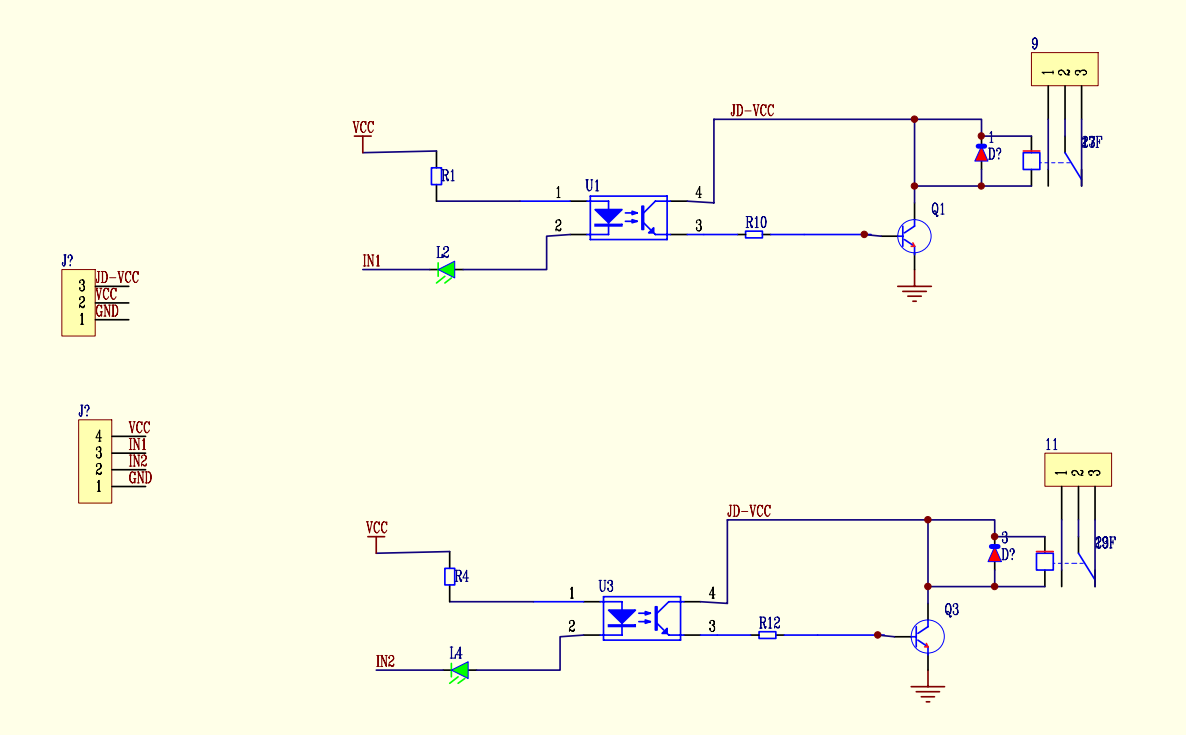 9
1 2 3
JD-VCC
VCC
1
D?
R1
U1
1
4
2
3
R10
Q1
L2
IN1
J?
3 JD-VCC
2 VCC
1 GND
J?
4 VCC
3 IN1
2 IN2
1 GND
11
1 2 3
JD-VCC
VCC
3
D?
29F
R4
U3
1
4
2
3
R12
Q3
L4
IN2